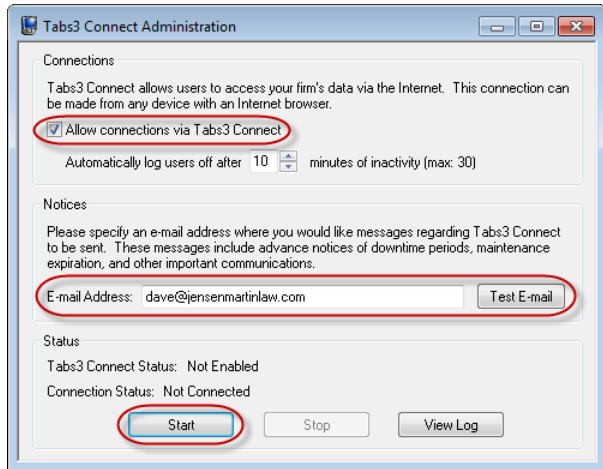 Tabs3 Connect Administration
Connections
Tabs3 Connect allows users to access your firm's data via the Internet. This connection can
be made from any device with an Internet browser.
Allow connections via Tabs3 Connect
Automatically log users off after 10 minutes of inactivity (max: 30)
Notices
Please specify an e-mail address where you would like messages regarding Tabs3 Connect
to be sent. These messages include advance notices of downtime periods, maintenance
expiration, and other important communications.
E-mail Address: dave@jensenmartinlaw.com Test E-mail
Status
Tabs3 Connect Status: Not Enabled
Connection Status: Not Connected
Start Stop View Log